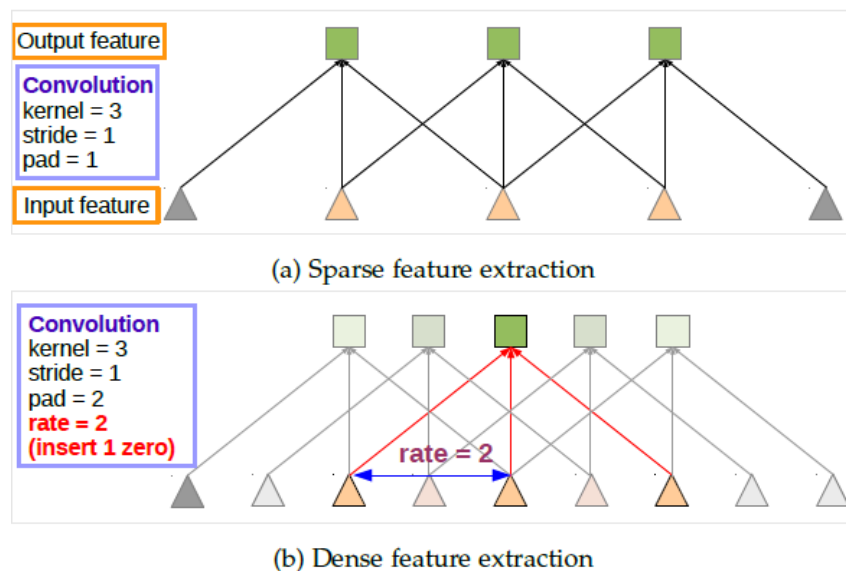 Output feature
Convolution
kernel = 3
stride = 1
pad = 1
Input feature
(a) Sparse feature extraction
Convolution
kernel = 3
stride = 1
pad = 2
rate = 2
(insert 1 zero)
rate = 2
(b) Dense feature extraction